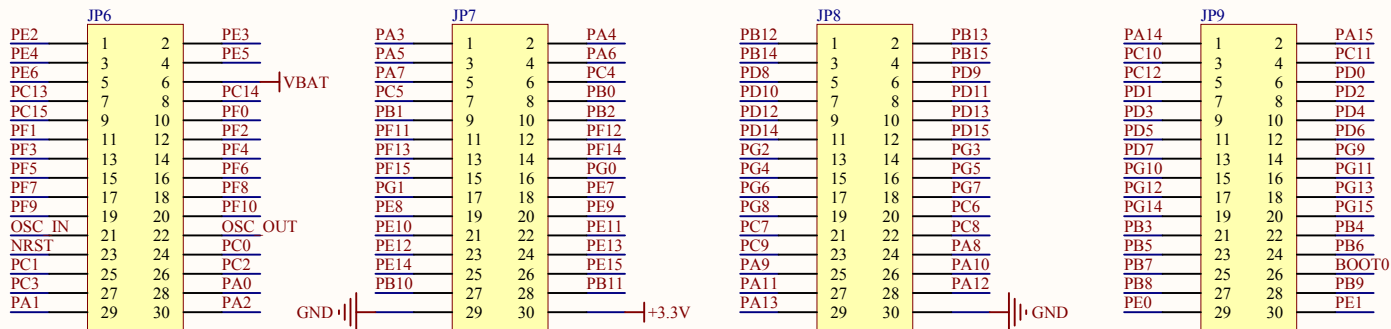 JP6 JP7 JP8 JP9
PE2 1 2 PE3 PA3 1 2 PA4 PB12 1 2 PB13 PA14 1 2 PA15
PE4 3 4 PE5 PA5 3 4 PA6 PB14 3 4 PB15 PC10 3 4 PC11
PE6 5 6 VBAT PA7 5 6 PC4 PD8 5 6 PD9 PC12 5 6 PD0
PC13 7 8 PC14 PC5 7 8 PB0 PD10 7 8 PD11 PD1 7 8 PD2
PC15 9 10 PF0 PB1 9 10 PB2 PD12 9 10 PD13 PD3 9 10 PD4
PF1 11 12 PF2 PF11 11 12 PF12 PD14 11 12 PD15 PD5 11 12 PD6
PF3 13 14 PF4 PF13 13 14 PF14 PG2 13 14 PG3 PD7 13 14 PG9
PF5 15 16 PF6 PF15 15 16 PG0 PG4 15 16 PG5 PG10 15 16 PG11
PF7 17 18 PF8 PG1 17 18 PE7 PG6 17 18 PG7 PG12 17 18 PG13
PF9 19 20 PF10 PE8 19 20 PE9 PG8 19 20 PC6 PG14 19 20 PG15
OSC_IN 21 22 OSC_OUT PE10 21 22 PE11 PC7 21 22 PC8 PB3 21 22 PB4
NRST 23 24 PC0 PE12 23 24 PE13 PC9 23 24 PA8 PB5 23 24 PB6
PC1 25 26 PC2 PE14 25 26 PE15 PA9 25 26 PA10 PB7 25 26 BOOT0
PC3 27 28 PA0 PB10 27 28 PB11 PA11 27 28 PA12 PB8 27 28 PB9
PA1 29 30 PA2 GND 29 30 +3.3V PA13 29 30 GND PE0 29 30 PE1